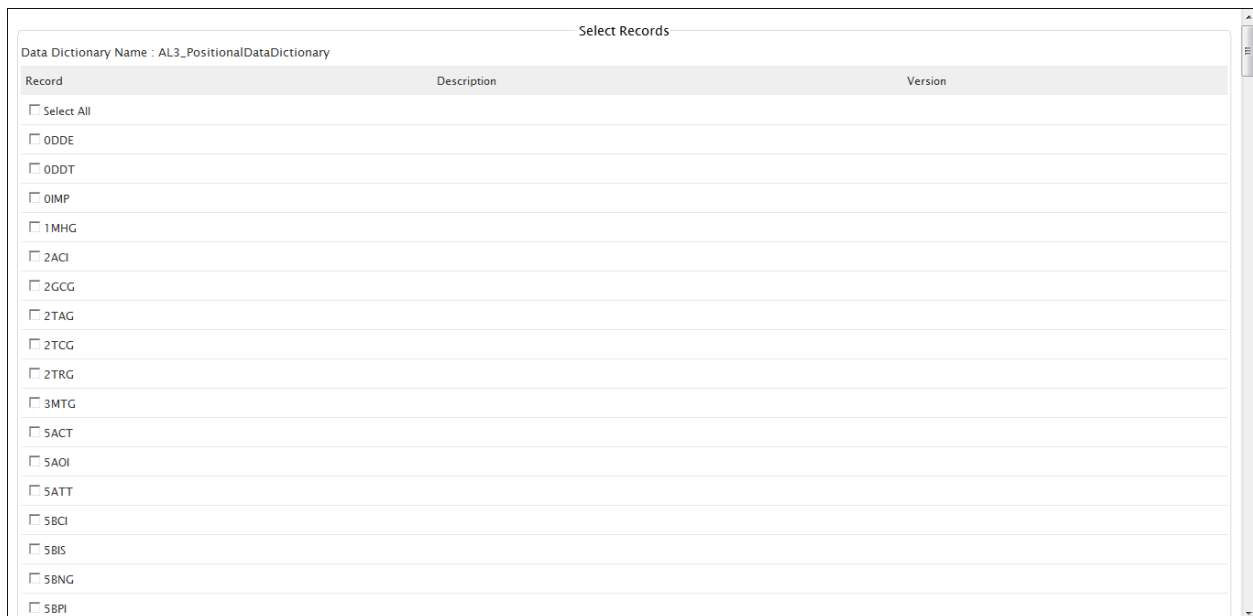 Select Records
Data Dictionary Name : AL3_PositionalDataDictionary
Record Description Version
Select All
0DDE
0DDT
0IMP
1MHG
2ACI
2GCG
2TAG
2TCG
2TRG
3MTG
5ACT
5AOI
5ATT
5BCI
5BIS
5BNG
5BPI